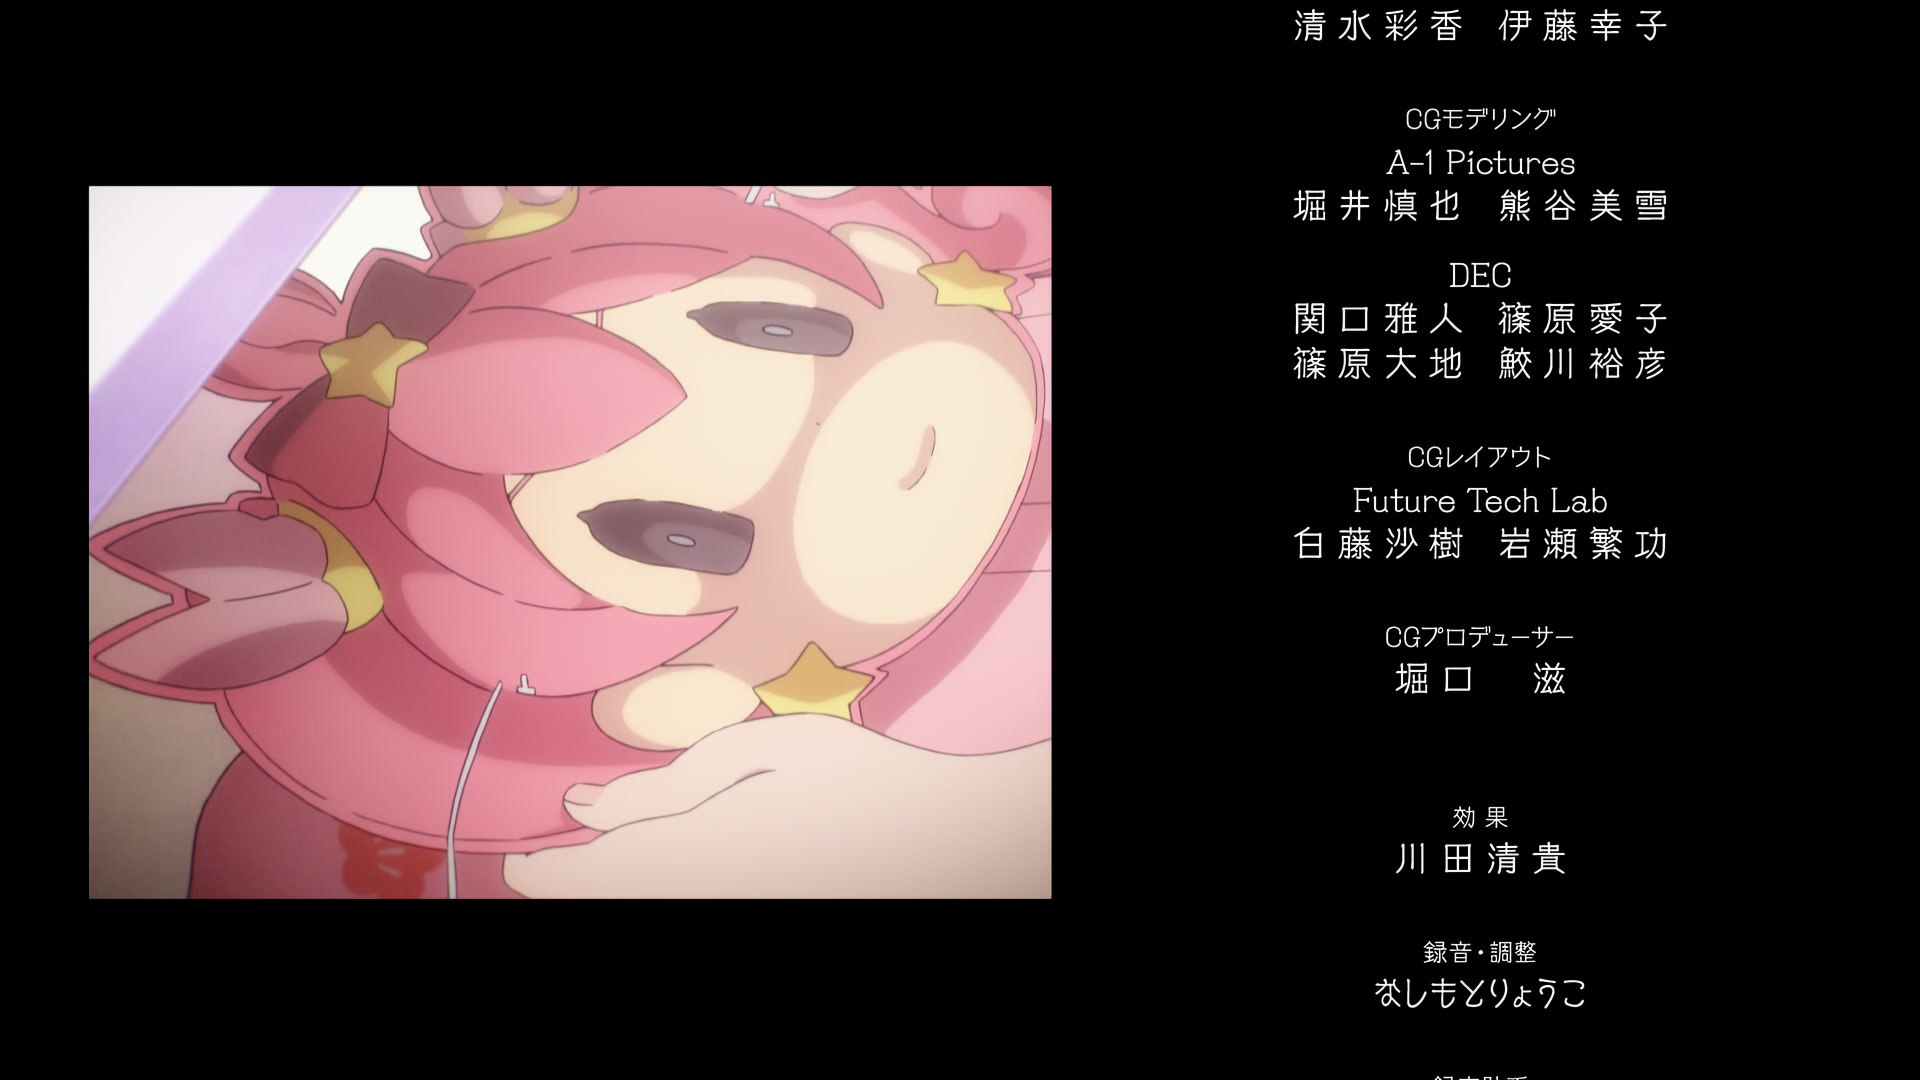 清水彩香 伊藤幸子
CGモデリング
A-1 Pictures
堀井慎也 熊谷美雪
DEC
関口雅人 篠原愛子
篠原大地 鮫川裕彦
CGレイアウト
Future Tech Lab
白藤沙樹 岩瀬繁功
CGプロデューサー
堀口 滋
効果
川田清貴
録音・調整
なしもとりょうこ